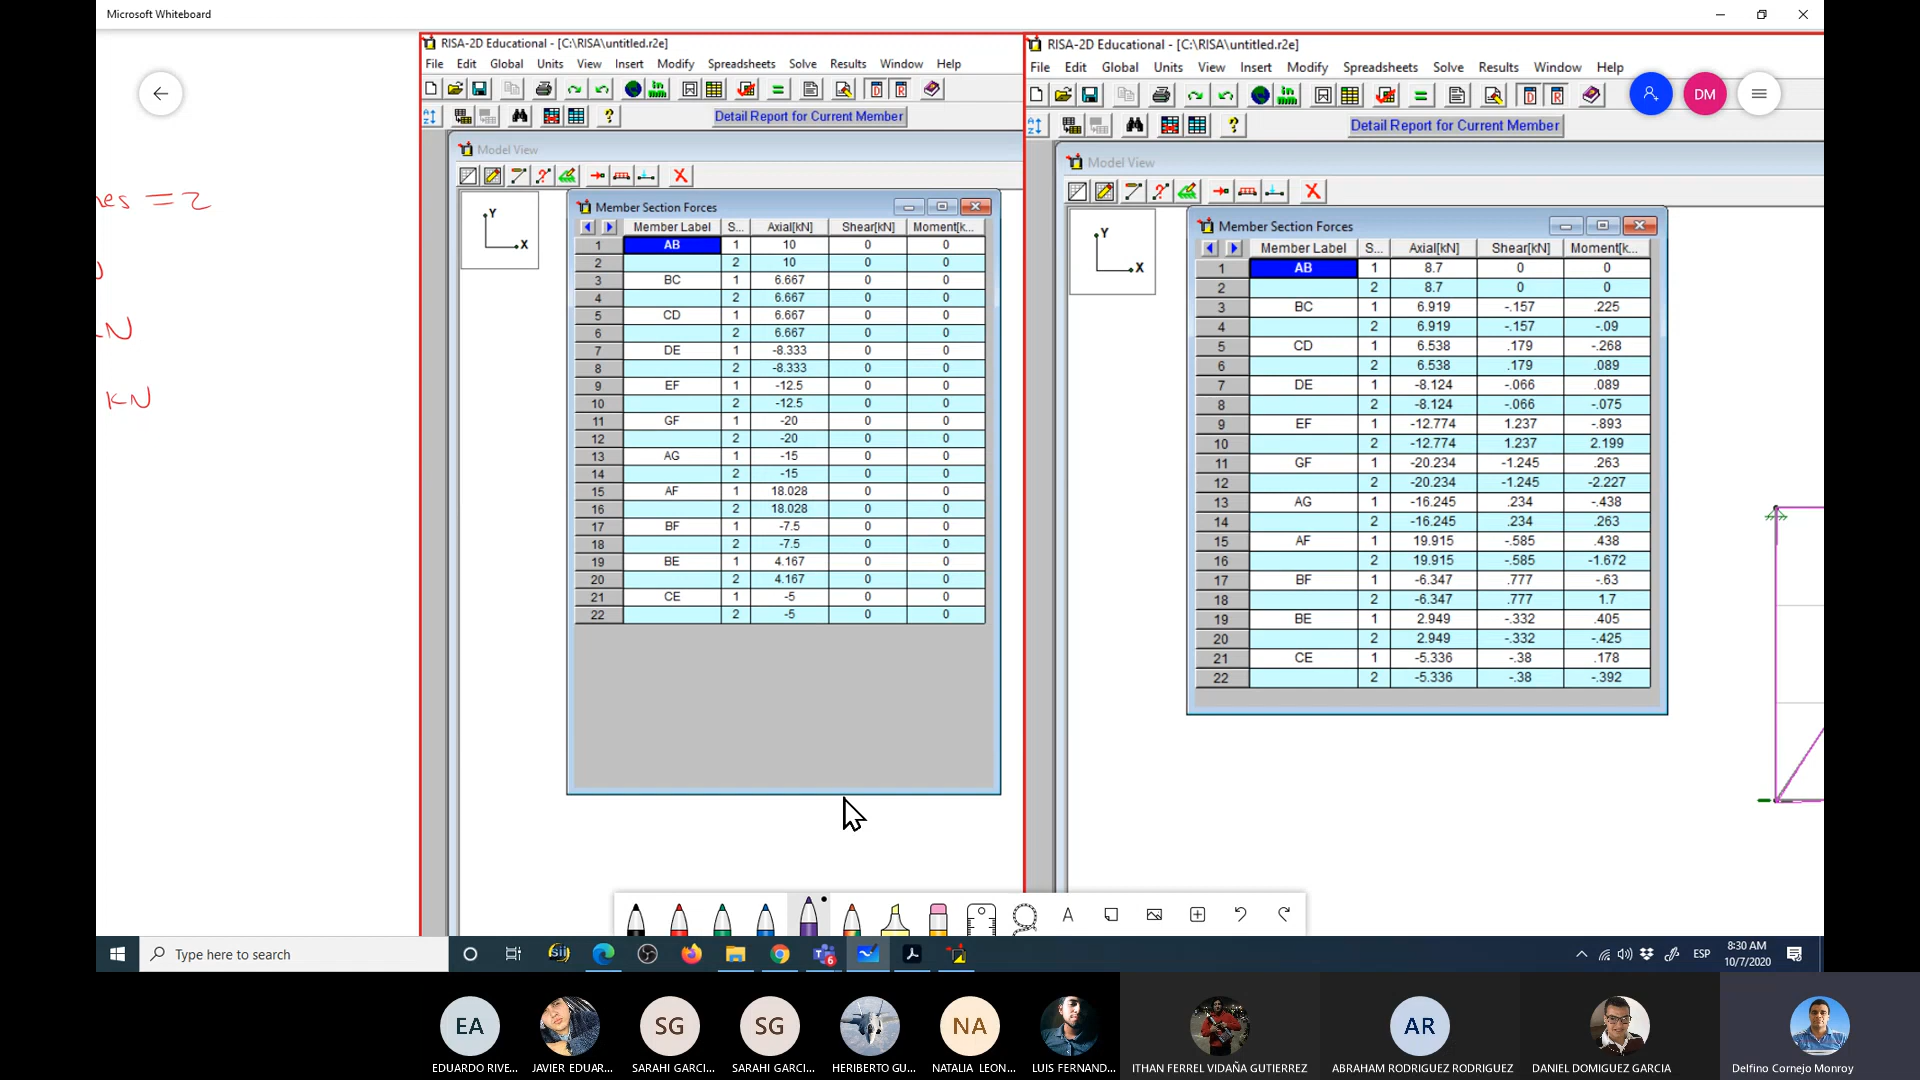 Microsoft Whiteboard
nes = 2
N
KN
RISA-2D Educational - [C:\RISA\untitled.r2e]
File Edit Global Units View Insert Modify Spreadsheets Solve Results Window Help
Detail Report for Current Member
Model View
Y
X
Member Section Forces
Member Label S... Axial[kN] Shear[kN] Moment[k...
1 AB 1 10 0 0
2 2 10 0 0
3 BC 1 6.667 0 0
4 2 6.667 0 0
5 CD 1 6.667 0 0
6 2 6.667 0 0
7 DE 1 -8.333 0 0
8 2 -8.333 0 0
9 EF 1 -12.5 0 0
10 2 -12.5 0 0
11 GF 1 -20 0 0
12 2 -20 0 0
13 AG 1 -15 0 0
14 2 -15 0 0
15 AF 1 18.028 0 0
16 2 18.028 0 0
17 BF 1 -7.5 0 0
18 2 -7.5 0 0
19 BE 1 4.167 0 0
20 2 4.167 0 0
21 CE 1 -5 0 0
22 2 -5 0 0
RISA-2D Educational - [C:\RISA\untitled.r2e]
File Edit Global Units View Insert Modify Spreadsheets Solve Results Window Help
DM
Detail Report for Current Member
Model View
Y
X
Member Section Forces
Member Label S... Axial[kN] Shear[kN] Moment[k...
1 AB 1 8.7 0 0
2 2 8.7 0 0
3 BC 1 6.919 -.157 .225
4 2 6.919 -.157 -.09
5 CD 1 6.538 .179 -.268
6 2 6.538 .179 .089
7 DE 1 -8.124 -.066 .089
8 2 -8.124 -.066 -.075
9 EF 1 -12.774 1.237 -.893
10 2 -12.774 1.237 2.199
11 GF 1 -20.234 -1.245 .263
12 2 -20.234 -1.245 -2.227
13 AG 1 -16.245 .234 -.438
14 2 -16.245 .234 .263
15 AF 1 19.915 -.585 .438
16 2 19.915 -.585 -1.672
17 BF 1 -6.347 .777 -.63
18 2 -6.347 .777 1.7
19 BE 1 2.949 -.332 .405
20 2 2.949 -.332 -.425
21 CE 1 -5.336 -.38 .178
22 2 -5.336 -.38 -.392
Type here to search
ESP
8:30 AM
10/7/2020
EA
SG
SG
NA
AR
EDUARDO RIVE...
JAVIER EDUAR...
SARAHI GARCI...
SARAHI GARCI...
HERIBERTO GU...
NATALIA LEON...
LUIS FERNAND...
ITHAN FERREL VIDAÑA GUTIERREZ
ABRAHAM RODRIGUEZ RODRIGUEZ
DANIEL DOMIGUEZ GARCIA
Delfino Cornejo Monroy